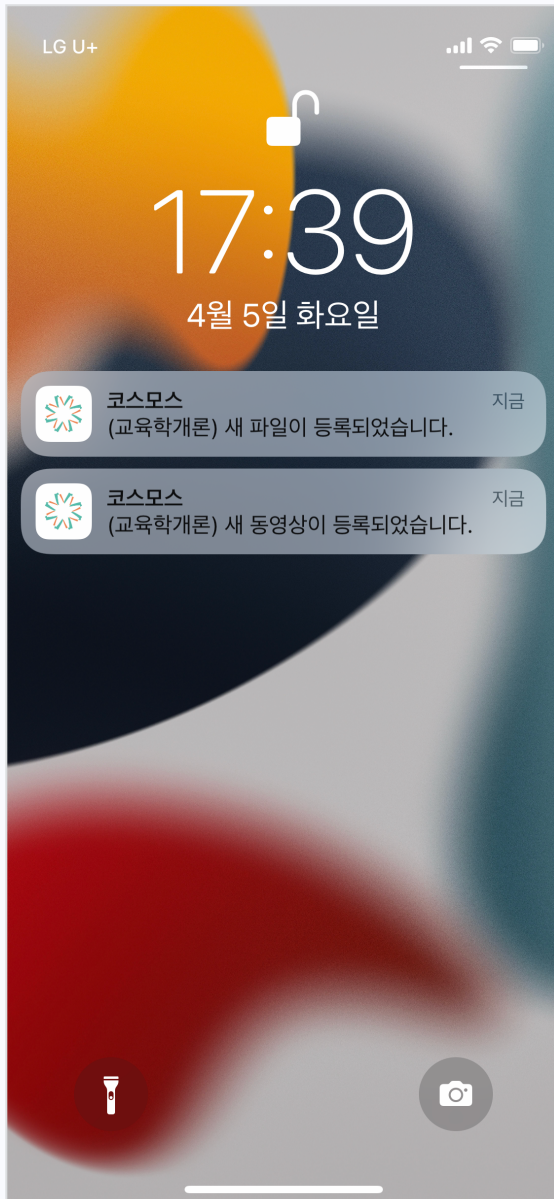 LG U+
17:39
4월 5일 화요일
코스모스 지금
(교육학개론) 새 파일이 등록되었습니다.
코스모스 지금
(교육학개론) 새 동영상이 등록되었습니다.